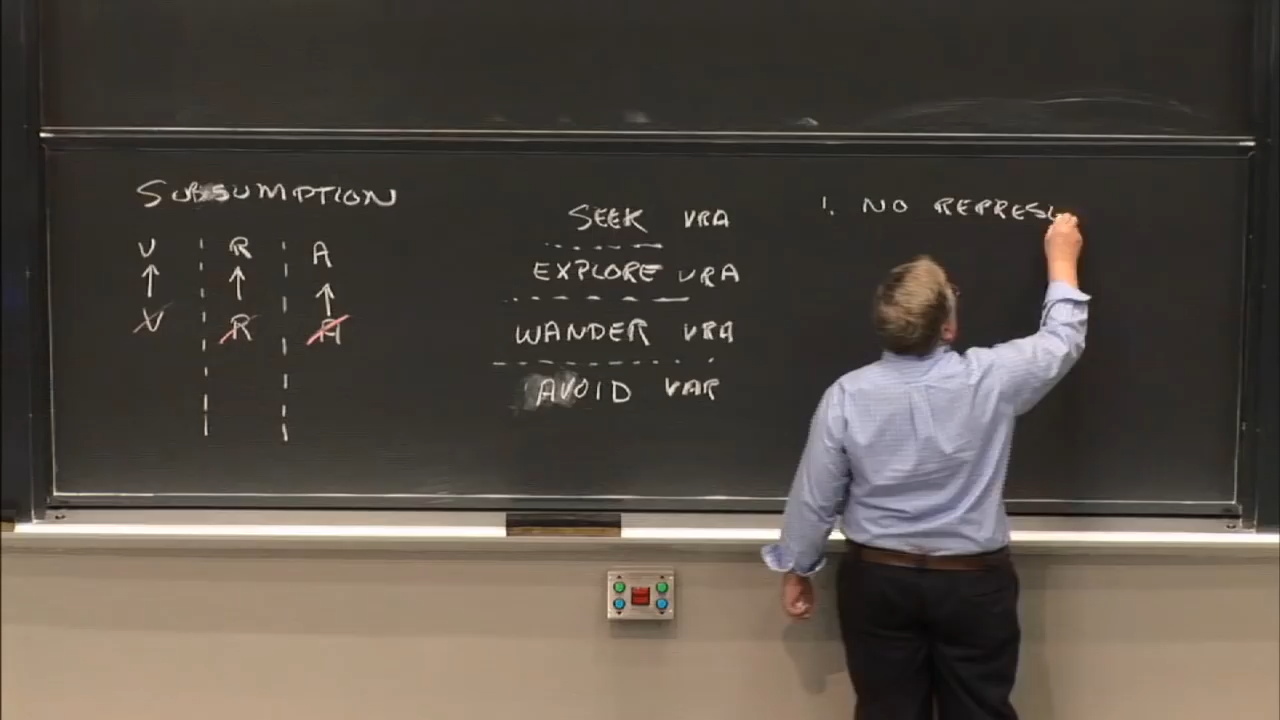 SUBSUMPTION
V R A
V R A
SEEK VRA
EXPLORE VRA
WANDER VRA
AVOID VAR
1. NO REPRES